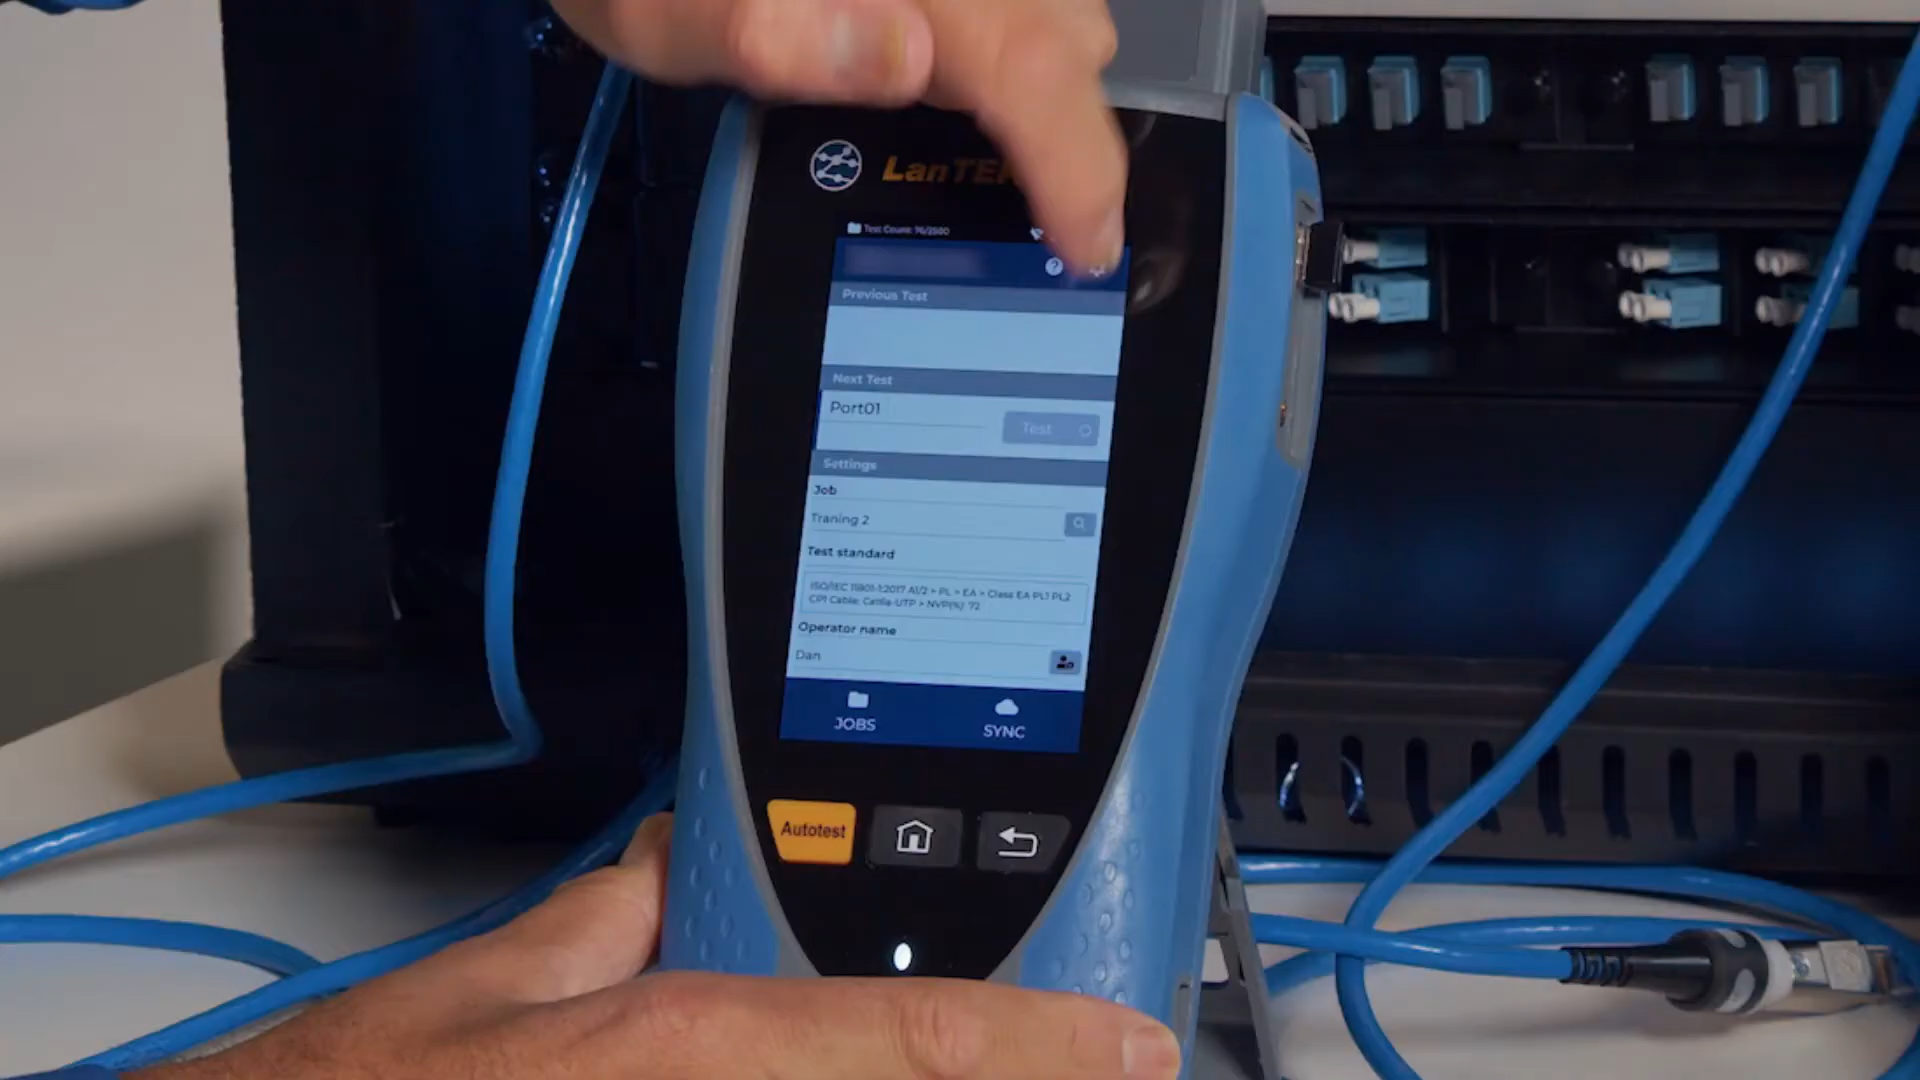 LanTEK
Test Count: 76/2500
Previous Test
Next Test
Port01
Test
Settings
Job
Traning 2
Test standard
ISO/IEC 11801-1:2017 A1/2 > PL > EA > Class EA PL1 PL2
CP1 Cable: Cat6a-UTP > NVP(%) 72
Operator name
Dan
JOBS
SYNC
Autotest